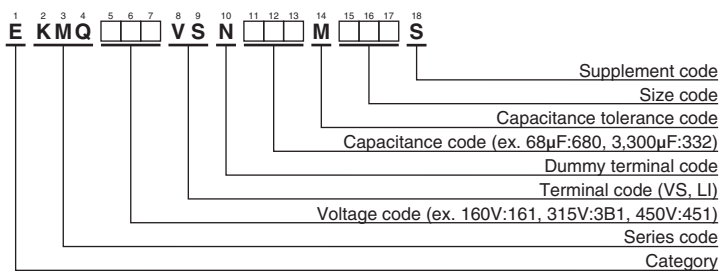 1 2 3 4 5 6 7 8 9 10 11 12 13 14 15 16 17 18
E KMQ VS N M S
Supplement code
Size code
Capacitance tolerance code
Capacitance code (ex. 68µF:680, 3,300µF:332)
Dummy terminal code
Terminal code (VS, LI)
Voltage code (ex. 160V:161, 315V:3B1, 450V:451)
Series code
Category